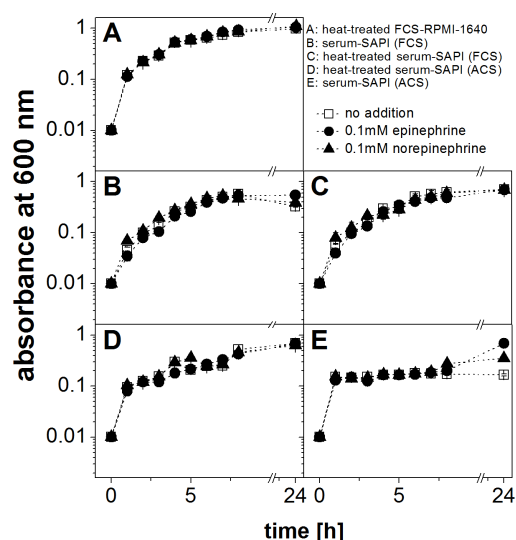 A
A: heat-treated FCS-RPMI-1640
B: serum-SAPI (FCS)
C: heat-treated serum-SAPI (FCS)
D: heat-treated serum-SAPI (ACS)
E: serum-SAPI (ACS)
no addition
0.1mM epinephrine
0.1mM norepinephrine
1
0.1
0.01
B
C
1
0.1
0.01
D
E
1
0.1
0.01
0
5
24
0
5
24
absorbance at 600 nm
time [h]